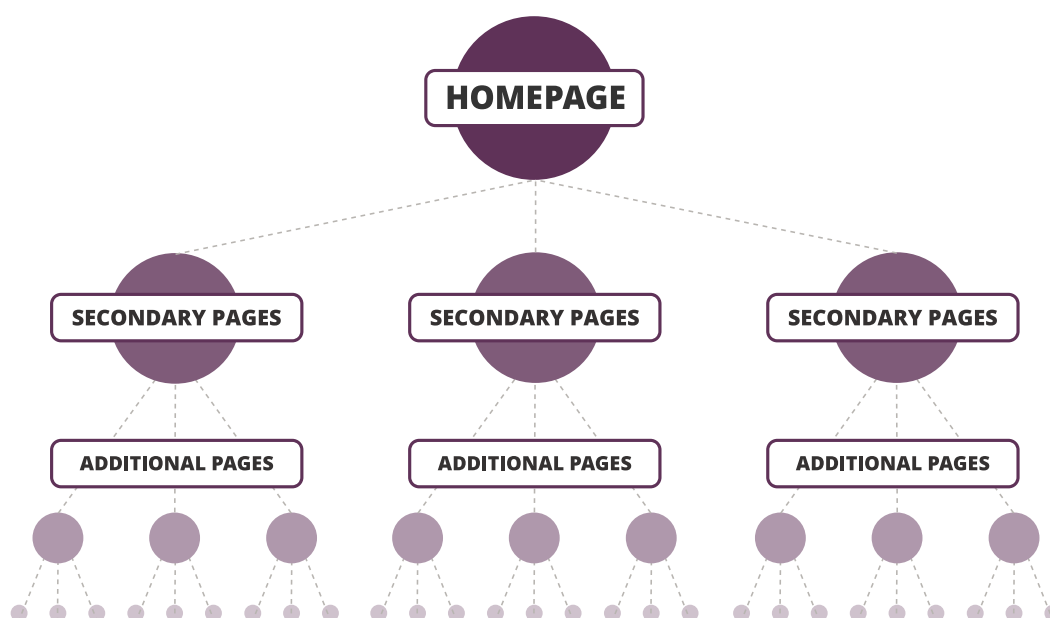 HOMEPAGE
SECONDARY PAGES
SECONDARY PAGES
SECONDARY PAGES
ADDITIONAL PAGES
ADDITIONAL PAGES
ADDITIONAL PAGES